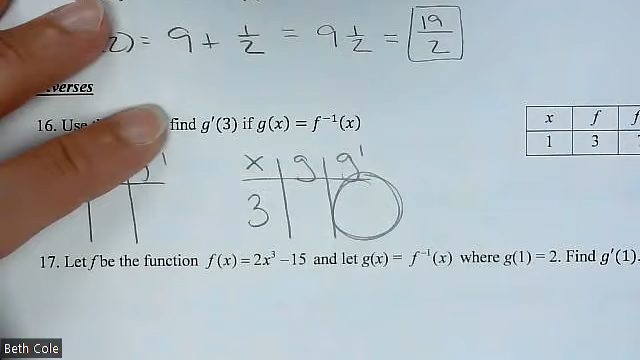 2) = 9 + 1/2 = 9 1/2 = 19/2
verses
16. Use find g'(3) if g(x) = f⁻¹(x)
x f
1 3
x g g'
3
17. Let f be the function f(x) = 2x³ – 15 and let g(x) = f⁻¹(x) where g(1) = 2. Find g'(1).
Beth Cole